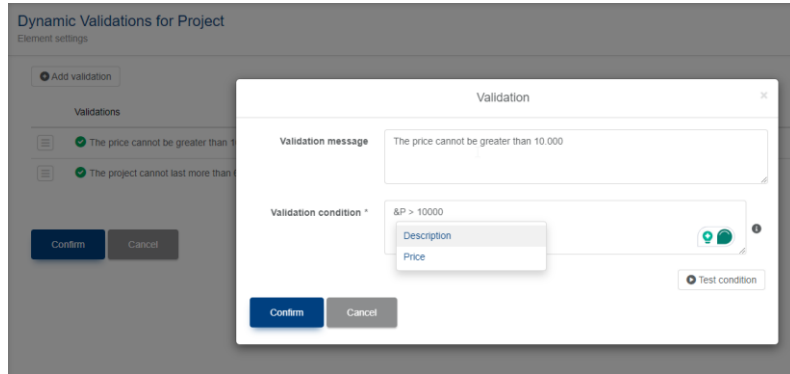 Dynamic Validations for Project
Element settings
Add validation
Validations
The price cannot be greater than
The project cannot last more than
Confirm
Cancel
Validation
×
Validation message
The price cannot be greater than 10.000
Validation condition *
&P > 10000
Description
Price
Test condition
Confirm
Cancel